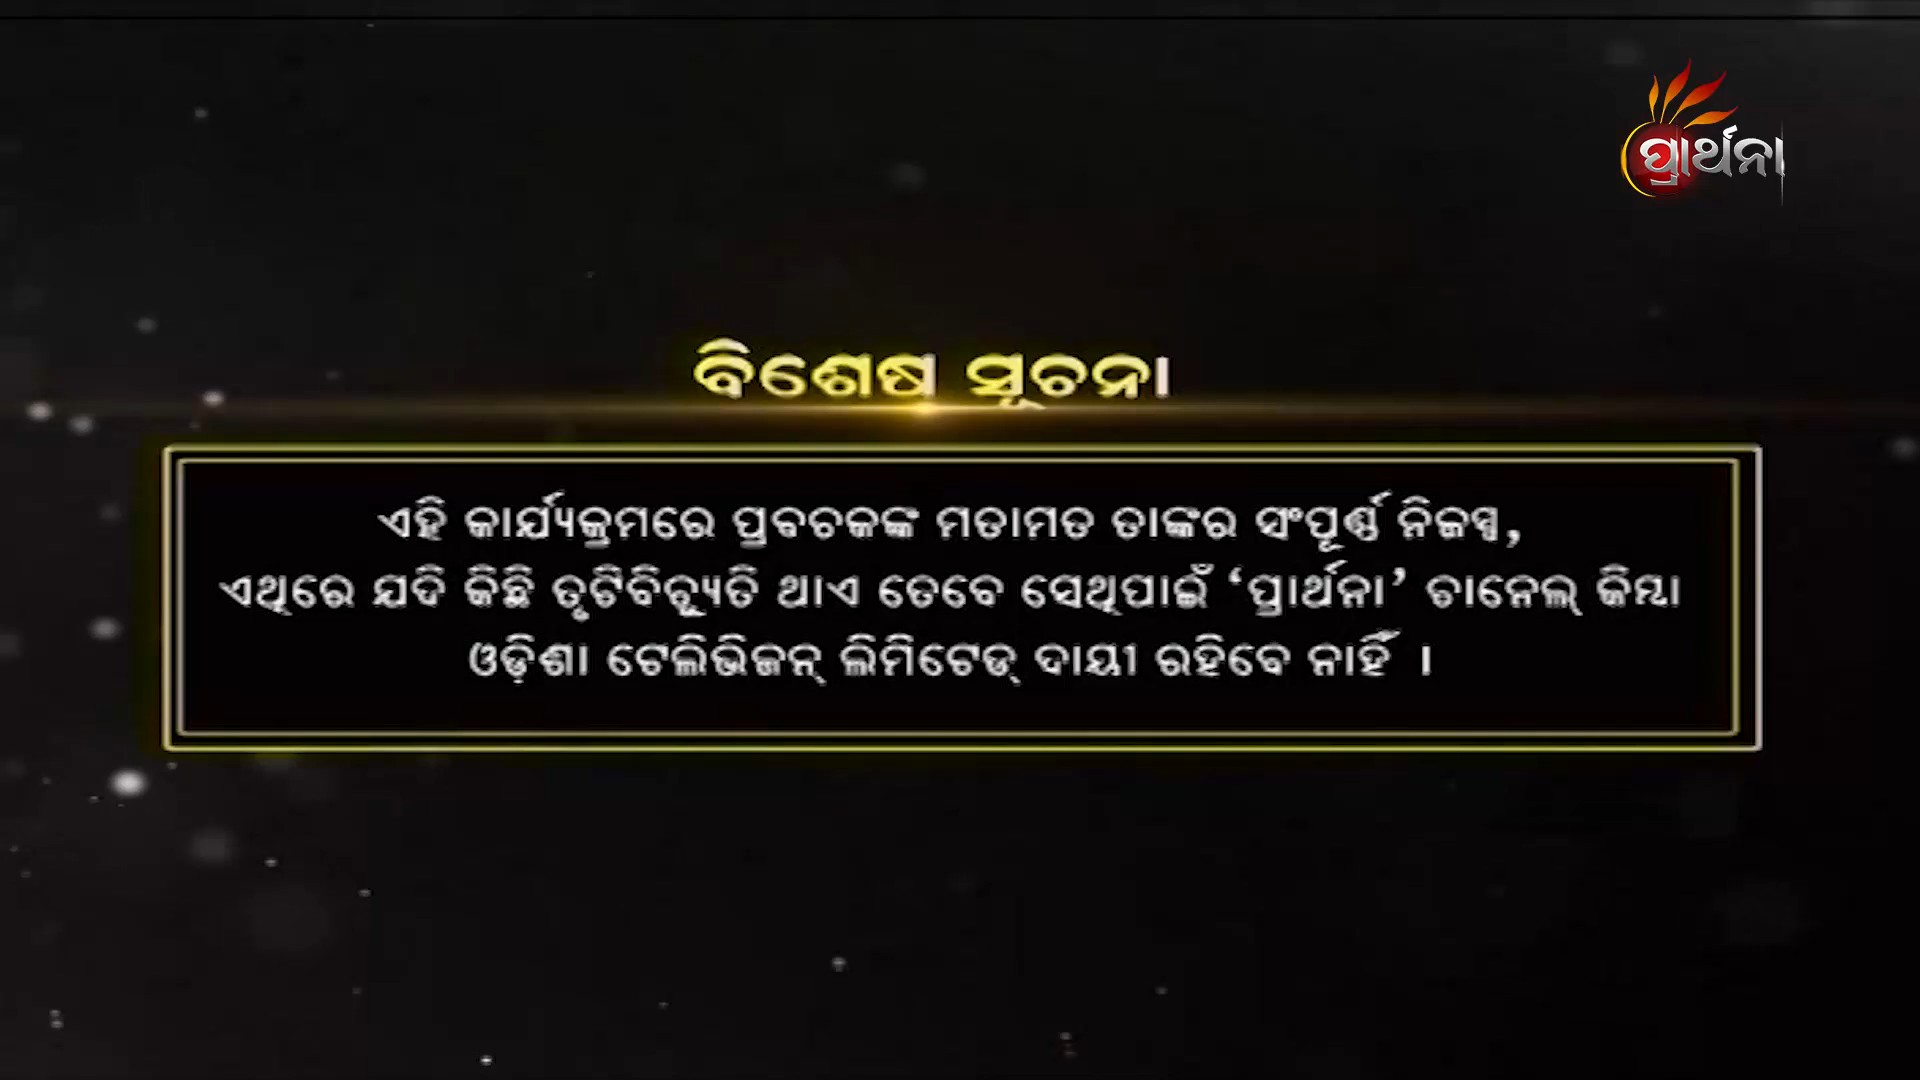 ପ୍ରାର୍ଥନା
ବିଶେଷ ସୂଚନା
ଏହି କାର୍ଯ୍ୟକ୍ରମରେ ପ୍ରବଚକଙ୍କ ମତାମତ ତାଙ୍କର ସଂପୂର୍ଣ୍ଣ ନିଜସ୍ୱ,
ଏଥିରେ ଯଦି କିଛି ତୃଟିବିଚ୍ୟୁତି ଥାଏ ତେବେ ସେଥିପାଇଁ ‘ପ୍ରାର୍ଥନା’ ଚାନେଲ୍ କିମ୍ବା
ଓଡ଼ିଶା ଟେଲିଭିଜନ୍ ଲିମିଟେଡ୍ ଦାୟୀ ରହିବେ ନାହିଁ ।